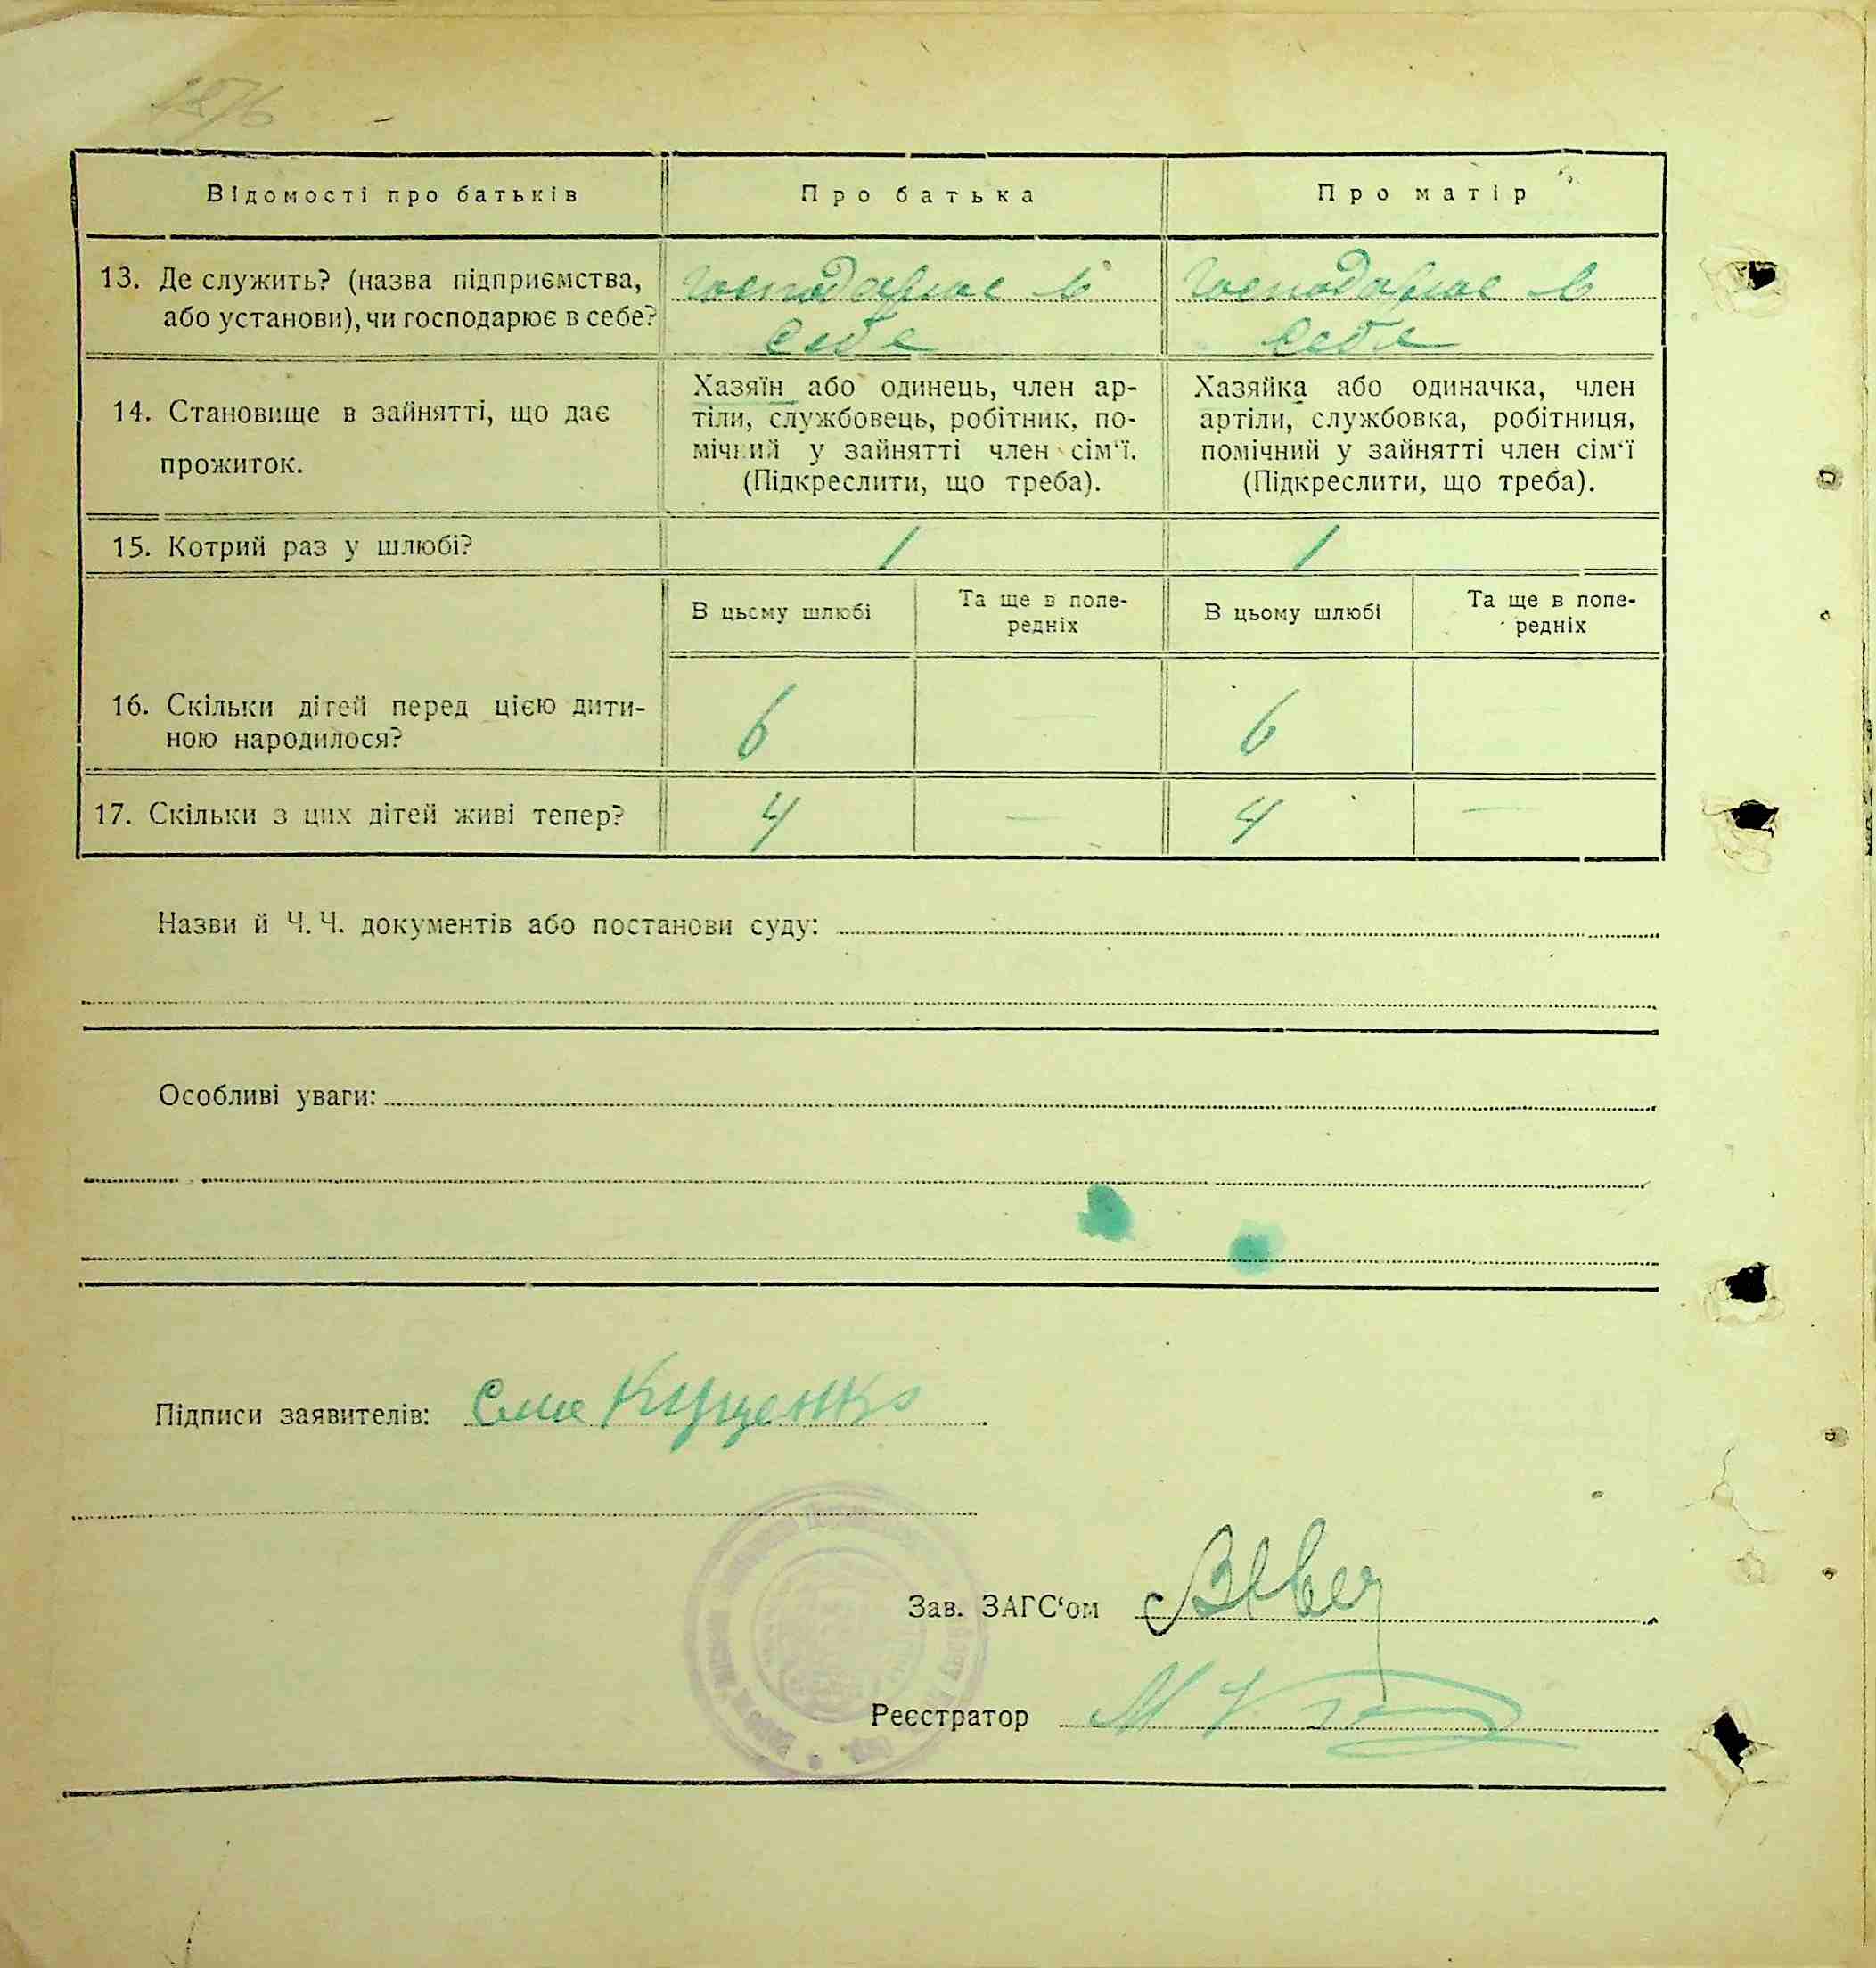 Відомості про батьків
Про батька
Про матір
13. Де служить? (назва підприємства,
або установи), чи господарює в себе?
господарює в
себе
господарює в
себе
14. Становище в зайнятті, що дає
прожиток.
Хазяїн або одинець, член ар-
тіли, службовець, робітник, по-
мічний у зайнятті член сім‘ї.
(Підкреслити, що треба).
Хазяйка або одиначка, член
артіли, службовка, робітниця,
помічний у зайнятті член сім‘ї
(Підкреслити, що треба).
15. Котрий раз у шлюбі?
1
1
В цьому шлюбі
Та ще в попе-
редніх
В цьому шлюбі
Та ще в попе-
редніх
16. Скільки дітей перед цією дити-
ною народилося?
6
—
6
—
17. Скільки з цих дітей живі тепер?
4
—
4
—
Назви й Ч. Ч. документів або постанови суду:
Особливі уваги:
Підписи заявителів:
Зав. ЗАГС‘ом
Реєстратор